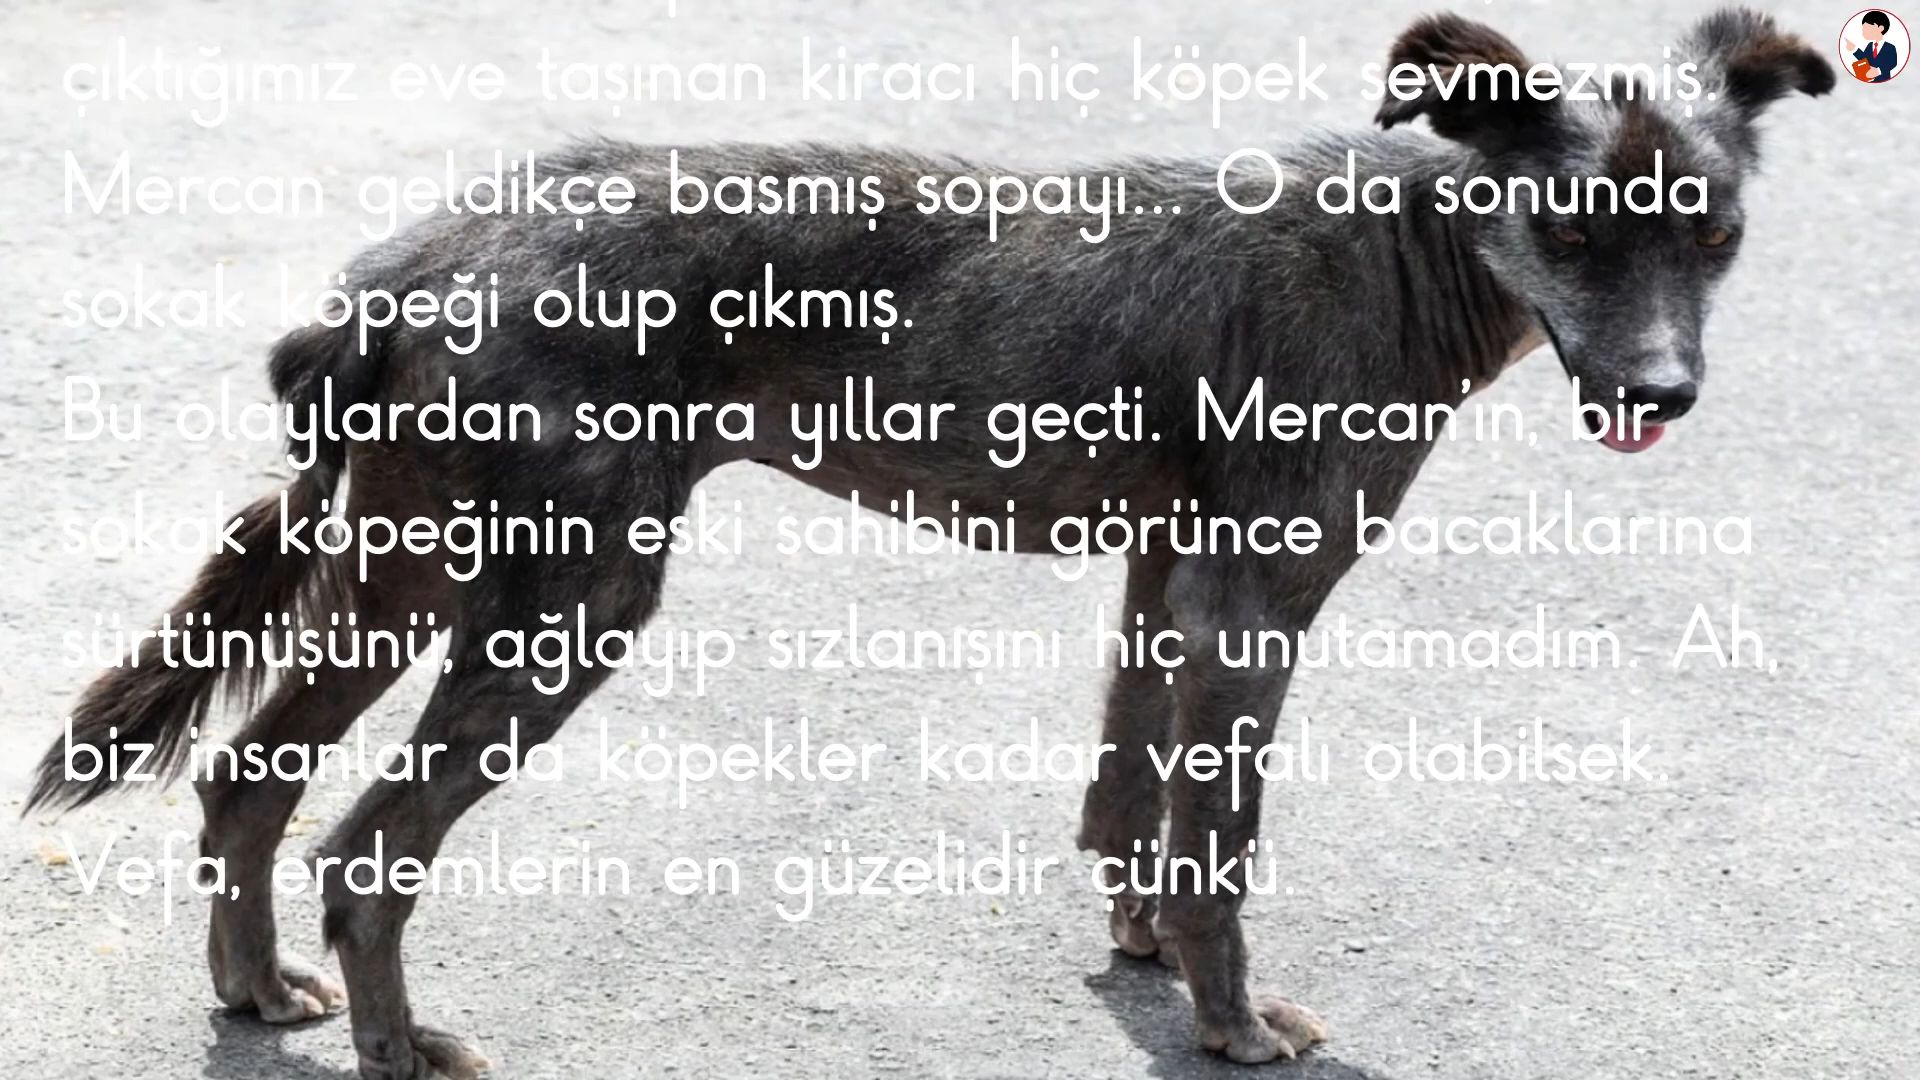 çıktığımız eve taşınan kiracı hiç köpek sevmezmiş.
Mercan geldikçe basmış sopayı... O da sonunda
sokak köpeği olup çıkmış.
Bu olaylardan sonra yıllar geçti. Mercan’ın, bir
sokak köpeğinin eski sahibini görünce bacaklarına
sürtünüşünü, ağlayıp sızlanışını hiç unutamadım. Ah,
biz insanlar da köpekler kadar vefalı olabilsek.
Vefa, erdemlerin en güzelidir çünkü.